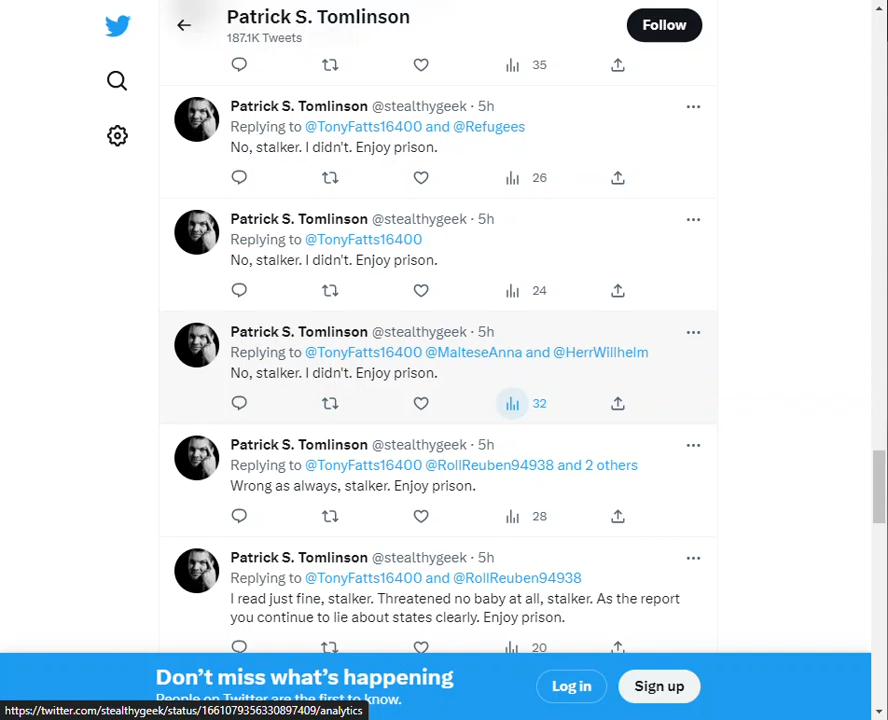 Patrick S. Tomlinson
187.1K Tweets
Follow
35
Patrick S. Tomlinson @stealthygeek · 5h
Replying to @TonyFatts16400 and @Refugees
No, stalker. I didn't. Enjoy prison.
26
Patrick S. Tomlinson @stealthygeek · 5h
Replying to @TonyFatts16400
No, stalker. I didn't. Enjoy prison.
24
Patrick S. Tomlinson @stealthygeek · 5h
Replying to @TonyFatts16400 @MalteseAnna and @HerrWillhelm
No, stalker. I didn't. Enjoy prison.
32
Patrick S. Tomlinson @stealthygeek · 5h
Replying to @TonyFatts16400 @RollReuben94938 and 2 others
Wrong as always, stalker. Enjoy prison.
28
Patrick S. Tomlinson @stealthygeek · 5h
Replying to @TonyFatts16400 and @RollReuben94938
I read just fine, stalker. Threatened no baby at all, stalker. As the report
you continue to lie about states clearly. Enjoy prison.
20
Don’t miss what’s happening
People on Twitter are the first to know.
Log in
Sign up
https://twitter.com/stealthygeek/status/1661079356330897409/analytics